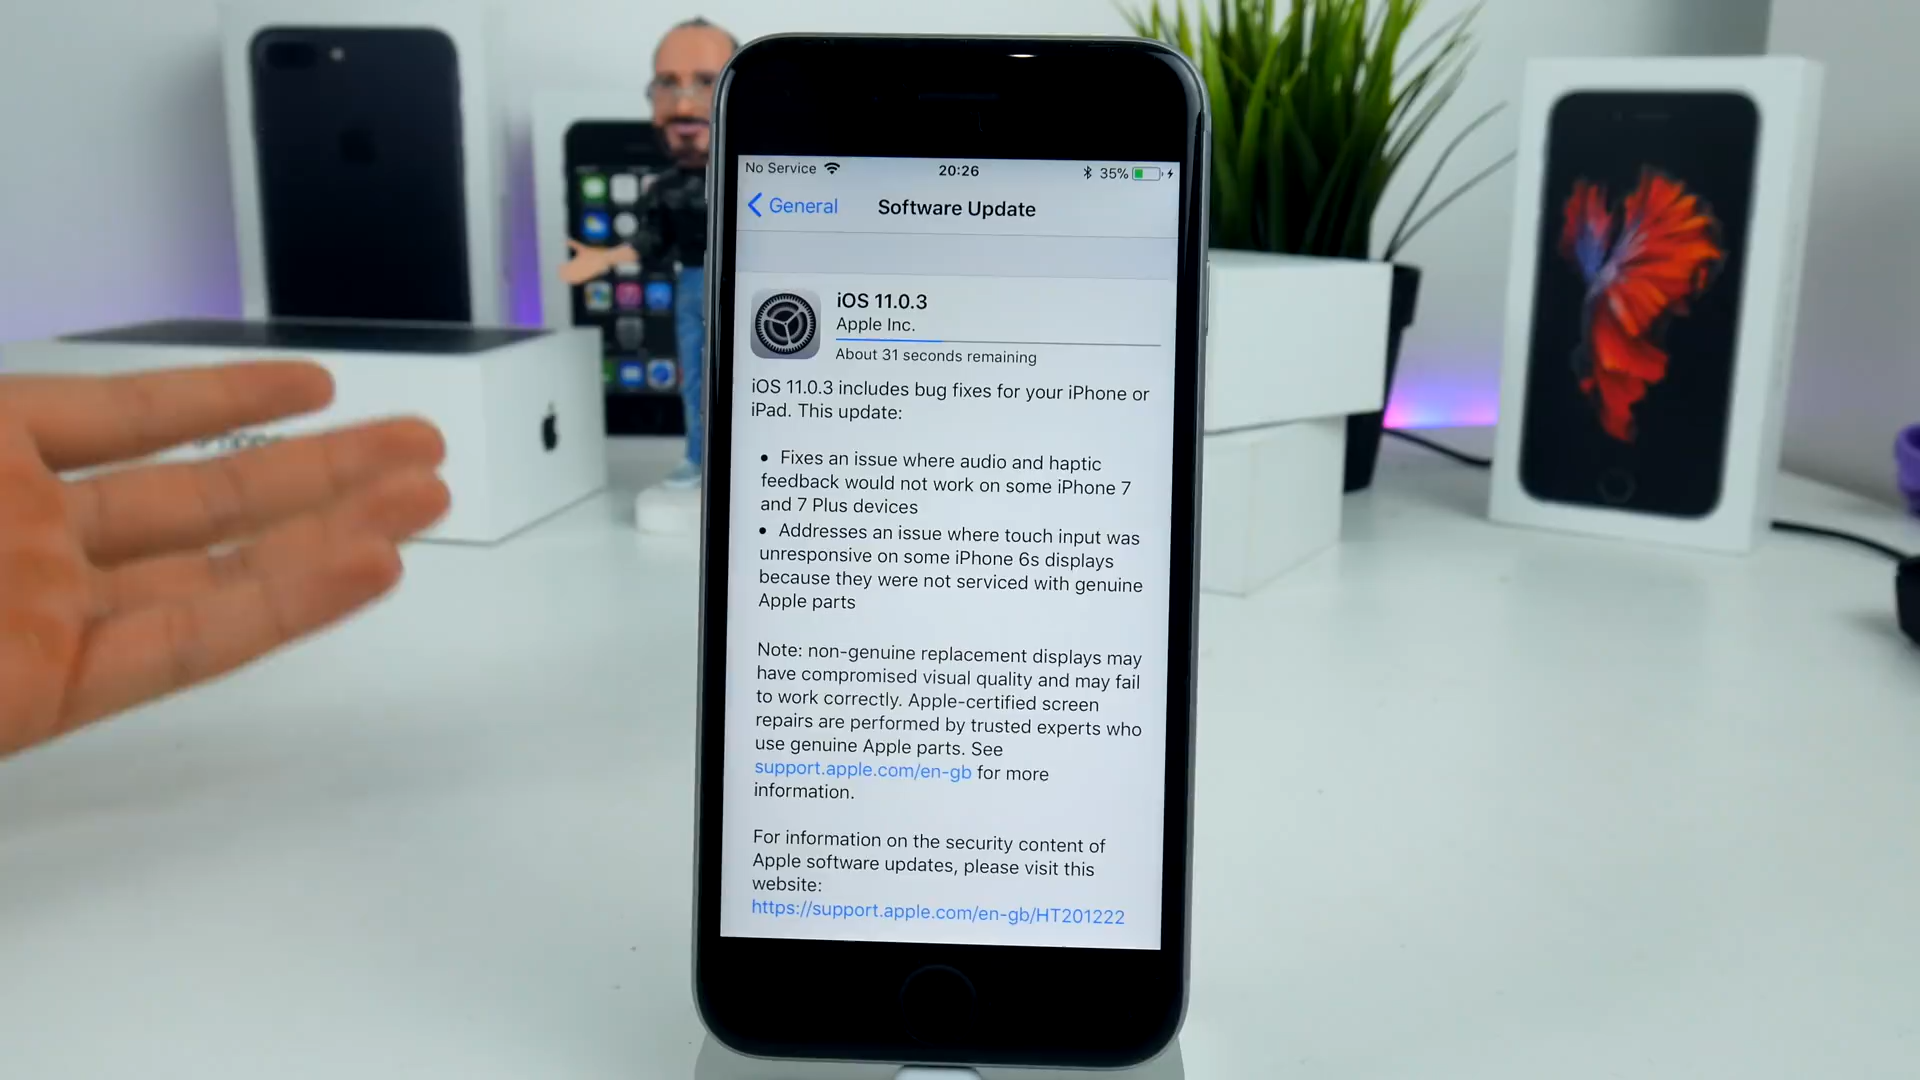 No Service
20:26
35%
General
Software Update
iOS 11.0.3
Apple Inc.
About 31 seconds remaining
iOS 11.0.3 includes bug fixes for your iPhone or
iPad. This update:
• Fixes an issue where audio and haptic
feedback would not work on some iPhone 7
and 7 Plus devices
• Addresses an issue where touch input was
unresponsive on some iPhone 6s displays
because they were not serviced with genuine
Apple parts
Note: non-genuine replacement displays may
have compromised visual quality and may fail
to work correctly. Apple-certified screen
repairs are performed by trusted experts who
use genuine Apple parts. See
support.apple.com/en-gb for more
information.
For information on the security content of
Apple software updates, please visit this
website:
https://support.apple.com/en-gb/HT201222